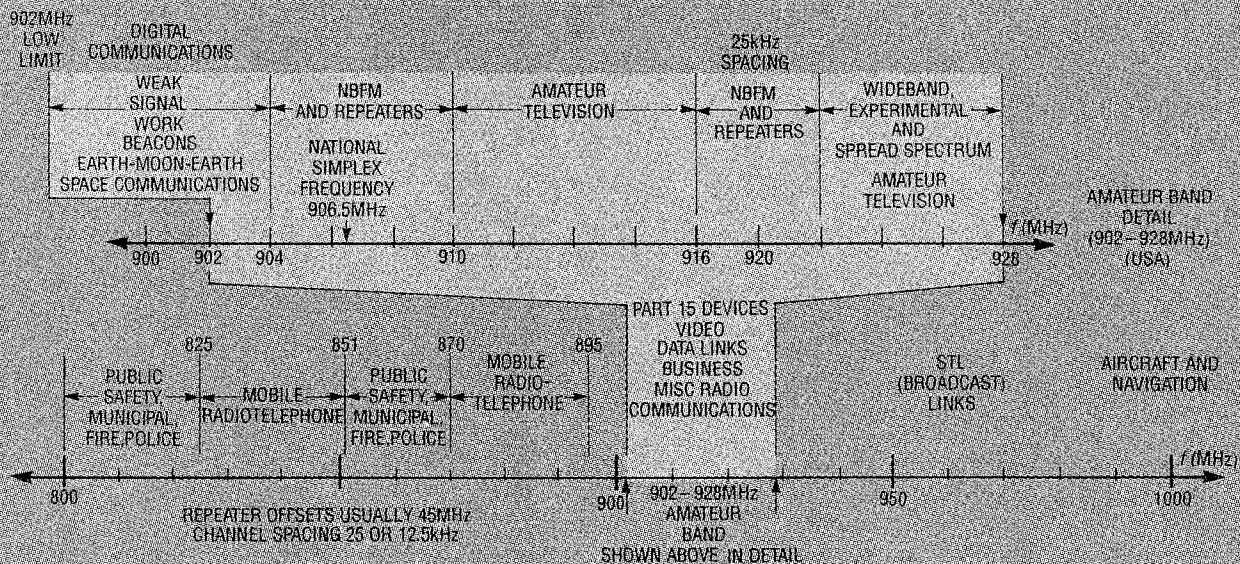 902MHz
LOW
LIMIT
DIGITAL
COMMUNICATIONS
WEAK
SIGNAL
WORK
BEACONS
EARTH-MOON-EARTH
SPACE COMMUNICATIONS
NBFM
AND REPEATERS
NATIONAL
SIMPLEX
FREQUENCY
906.5MHz
AMATEUR
TELEVISION
25kHz
SPACING
NBFM
AND
REPEATERS
WIDEBAND,
EXPERIMENTAL
AND
SPREAD SPECTRUM
AMATEUR
TELEVISION
AMATEUR BAND
DETAIL
(902–928MHz)
(USA)
f (MHz)
900 902 904 910 916 920 928
PART 15 DEVICES
VIDEO
DATA LINKS
BUSINESS
MISC RADIO
COMMUNICATIONS
825 851 870 895
PUBLIC
SAFETY,
MUNICIPAL,
FIRE,POLICE
MOBILE
RADIOTELEPHONE
PUBLIC
SAFETY,
MUNICIPAL,
FIRE,POLICE
MOBILE
RADIO-
TELEPHONE
STL
(BROADCAST)
LINKS
AIRCRAFT AND
NAVIGATION
f (MHz)
800 900 950 1000
REPEATER OFFSETS USUALLY 45MHz
CHANNEL SPACING 25 OR 12.5kHz
902–928MHz
AMATEUR
BAND
SHOWN ABOVE IN DETAIL